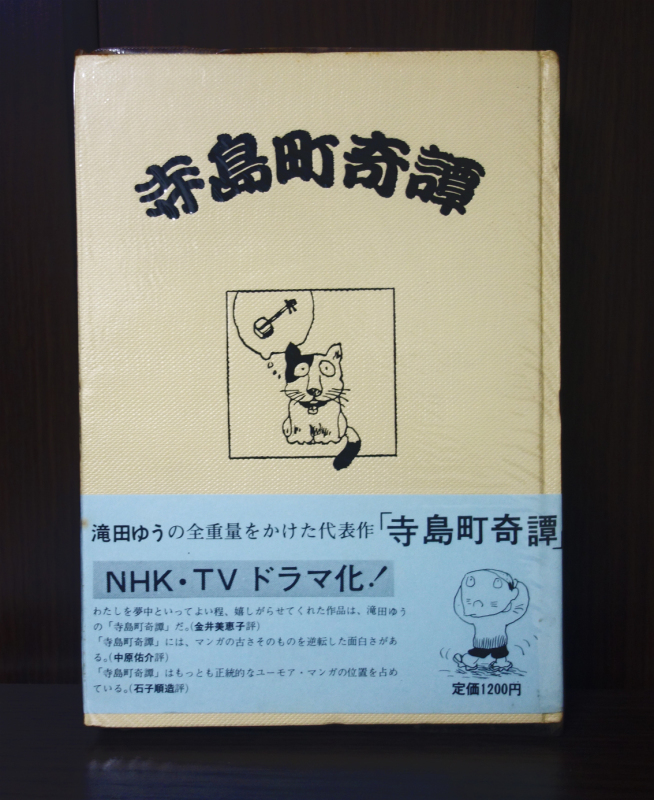 寺島町奇譚
滝田ゆうの全重量をかけた代表作「寺島町奇譚」
NHK・TVドラマ化!
わたしを夢中といってよい程、嬉しがらせてくれた作品は、滝田ゆう
の「寺島町奇譚」だ。(金井美恵子評)
「寺島町奇譚」には、マンガの古さそのものを逆転した面白さがあ
る。(中原佑介評)
「寺島町奇譚」はもっとも正統的なユーモア・マンガの位置を占め
ている。(石子順造評)
定価1200円